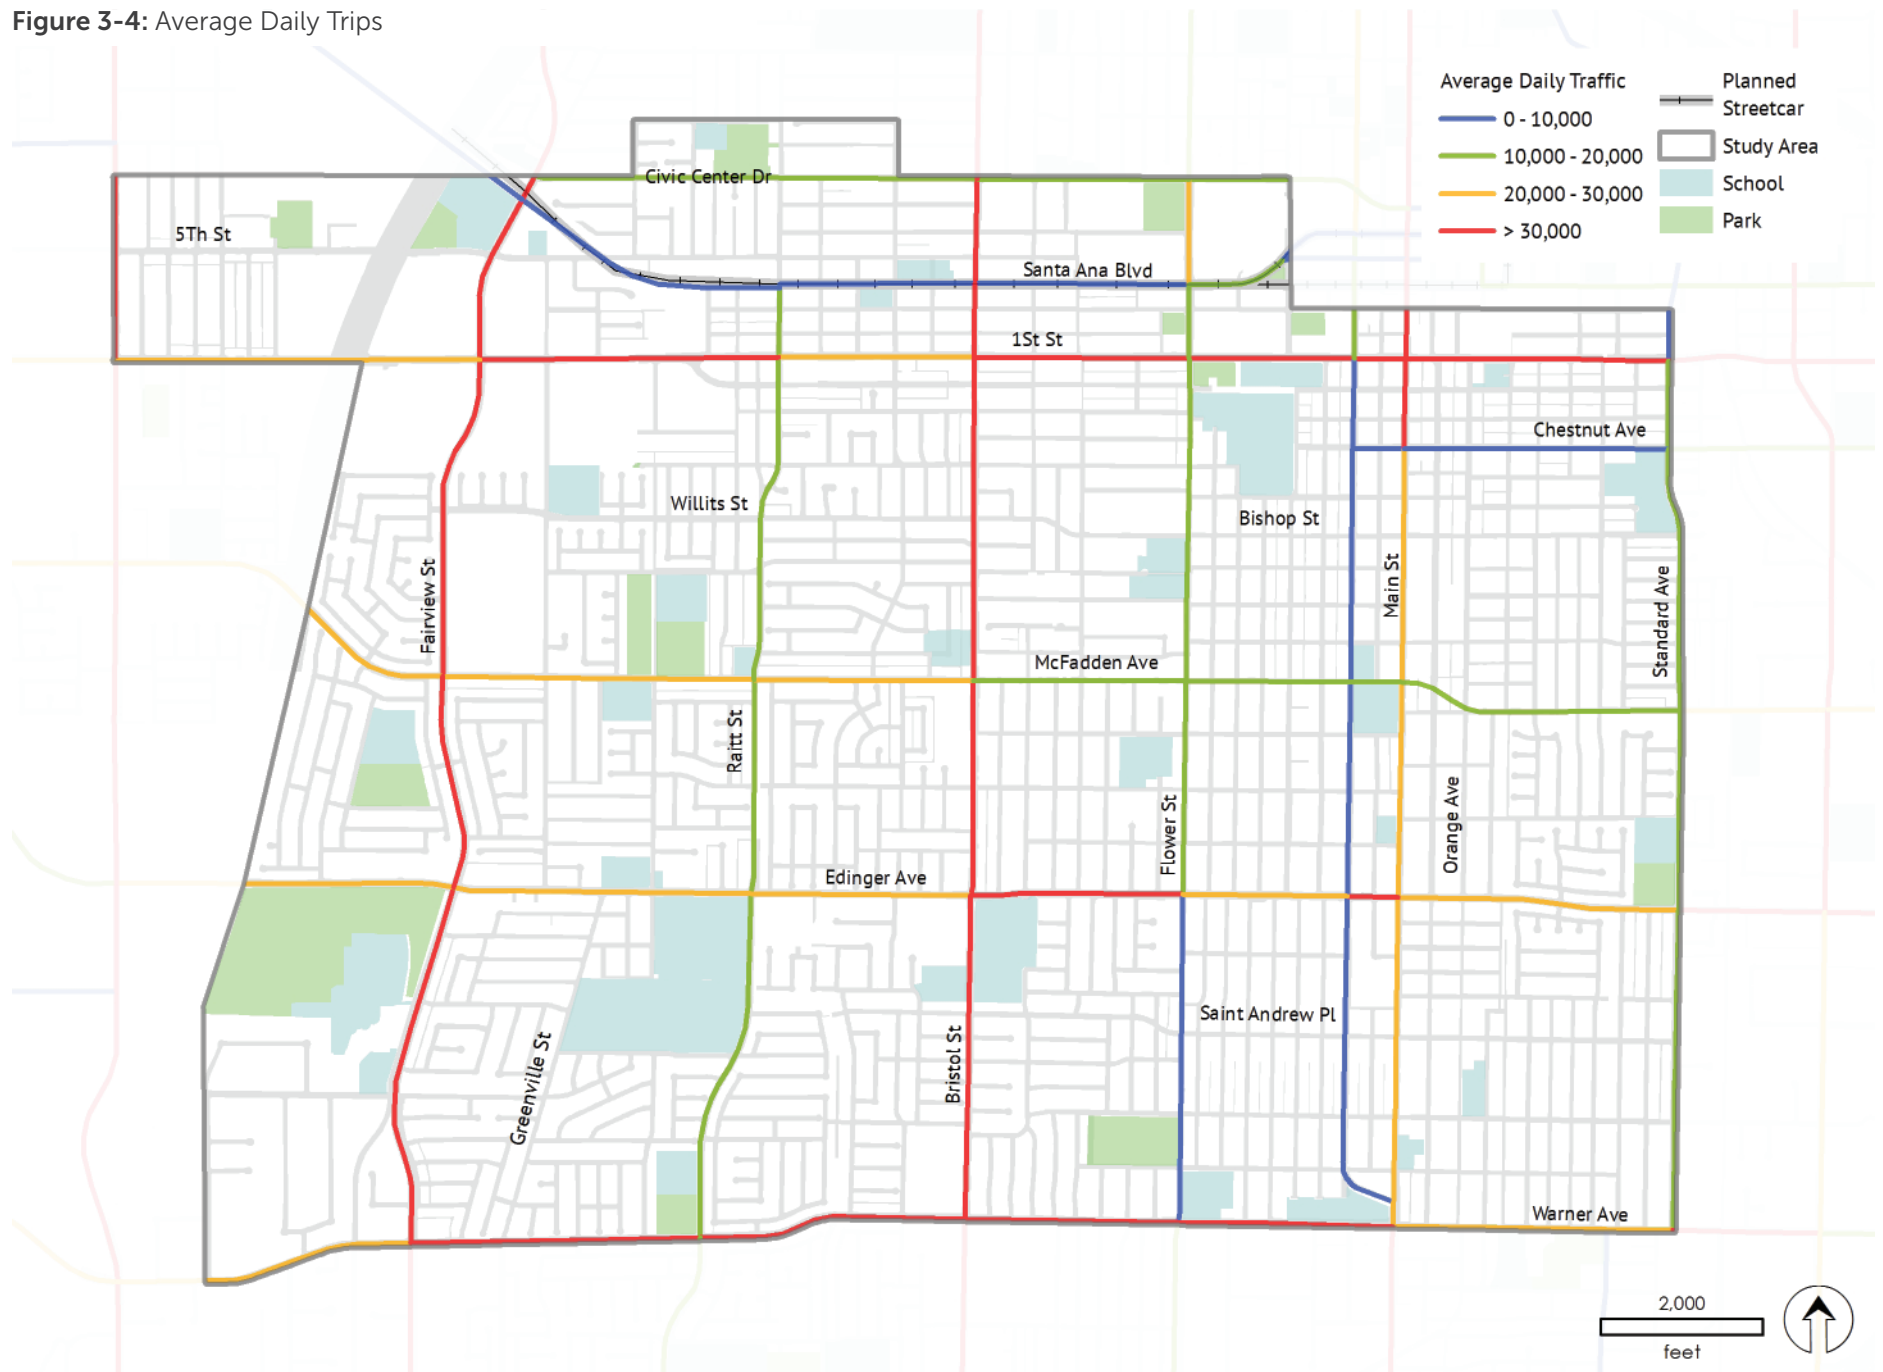 Figure 3-4: Average Daily Trips
Average Daily Traffic
0 - 10,000
10,000 - 20,000
20,000 - 30,000
> 30,000
Planned
Streetcar
Study Area
School
Park
Civic Center Dr
5Th St
Santa Ana Blvd
1St St
Chestnut Ave
Willits St
Bishop St
Fairview St
Main St
Standard Ave
McFadden Ave
Raitt St
Flower St
Orange Ave
Edinger Ave
Saint Andrew Pl
Greenville St
Bristol St
Warner Ave
2,000
feet